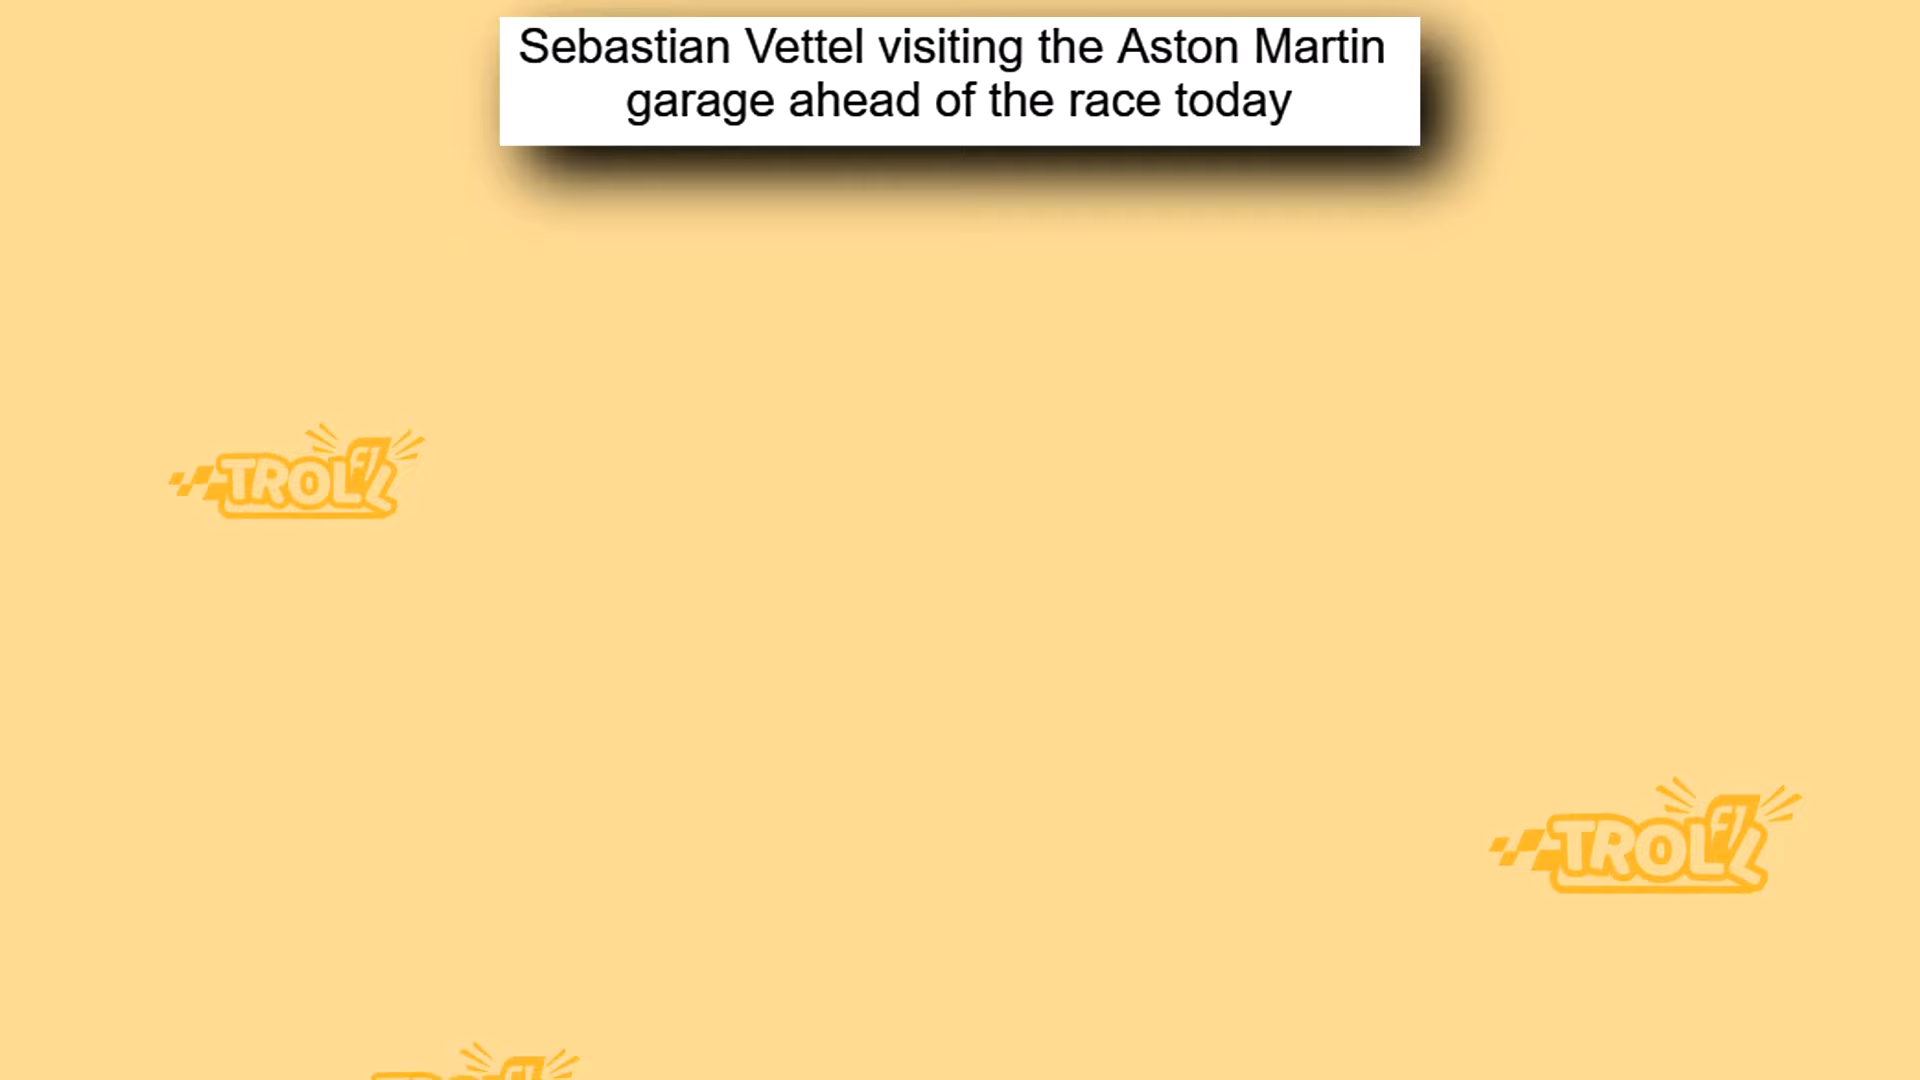 Sebastian Vettel visiting the Aston Martin
garage ahead of the race today
TROLL F1
TROLL F1